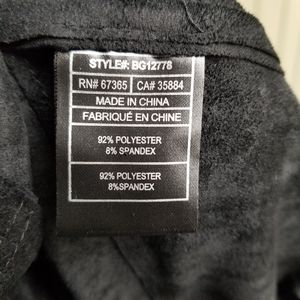 STYLE#: BG12778
RN# 67365 CA# 35884
MADE IN CHINA
FABRIQUÉ EN CHINE
92% POLYESTER
8% SPANDEX
92% POLYESTER
8%SPANDEX